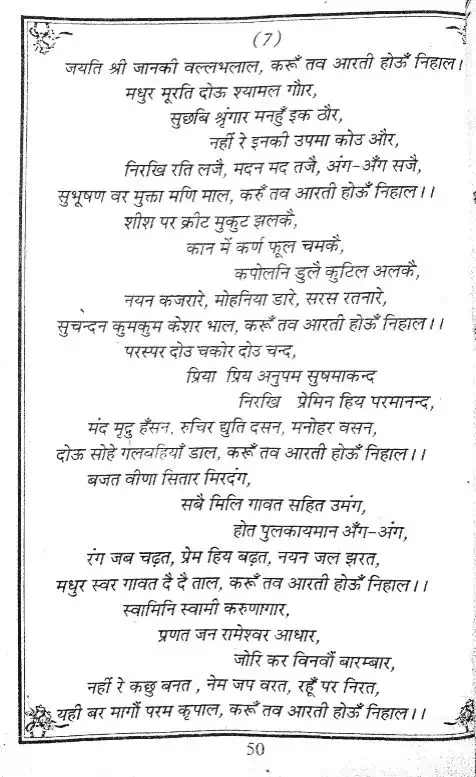 (7)
जयति श्री जानकी वल्लभलाल, करूँ तव आरती होऊँ निहाल।
मधुर मूरति दोऊ श्यामल गौर,
सुछबि श्रृंगार मनहुँ इक ठौर,
नहीं रे इनकी उपमा कोउ और,
निरखि रति लजै, मदन मद तजै, अंग-अँग सजै,
सुभूषण वर मुक्ता मणि माल, करुँ तव आरती होऊँ निहाल।।
शीश पर क्रीट मुकुट झलकै,
कान में कर्ण फूल चमकै,
कपोलनि डुलै कुटिल अलकै,
नयन कजरारे, मोहनिया डारे, सरस रतनारे,
सुचन्दन कुमकुम केशर भाल, करूँ तव आरती होऊँ निहाल।।
परस्पर दोउ चकोर दोउ चन्द,
प्रिया प्रिय अनुपम सुषमाकन्द
निरखि प्रेमिन हिय परमानन्द,
मंद मृदु हँसन, रुचिर द्युति दसन, मनोहर वसन,
दोऊ सोहे गलबहियाँ डाल, करूँ तव आरती होऊँ निहाल।।
बजत वीणा सितार मिरदंग,
सबै मिलि गावत सहित उमंग,
होत पुलकायमान अँग-अंग,
रंग जब चढ़त, प्रेम हिय बढ़त, नयन जल झरत,
मधुर स्वर गावत दै दै ताल, करूँ तव आरती होऊँ निहाल।।
स्वामिनि स्वामी करुणागार,
प्रणत जन रामेश्वर आधार,
जोरि कर विनवौं बारम्बार,
नहीं रे कछु बनत , नेम जप वरत, रहूँ पर निरत,
यही बर मागौं परम कृपाल, करूँ तव आरती होऊँ निहाल।।
50